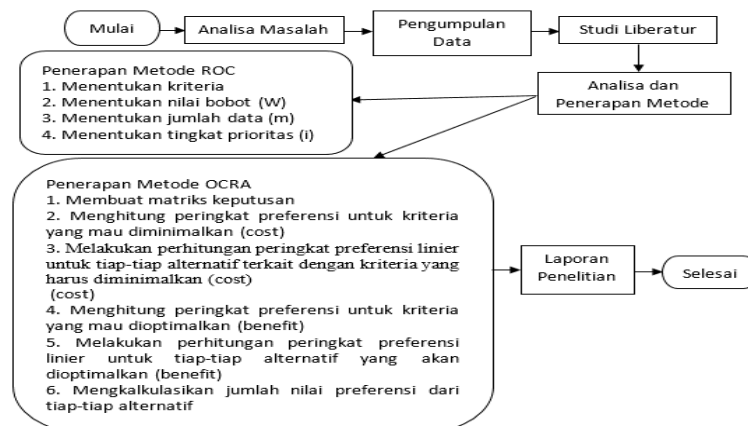 Mulai
Analisa Masalah
Pengumpulan
Data
Studi Liberatur
Analisa dan
Penerapan Metode
Penerapan Metode ROC
1. Menentukan kriteria
2. Menentukan nilai bobot (W)
3. Menentukan jumlah data (m)
4. Menentukan tingkat prioritas (i)
Penerapan Metode OCRA
1. Membuat matriks keputusan
2. Menghitung peringkat preferensi untuk kriteria
yang mau diminimalkan (cost)
3. Melakukan perhitungan peringkat preferensi linier
untuk tiap-tiap alternatif terkait dengan kriteria yang
harus diminimalkan (cost)
(cost)
4. Menghitung peringkat preferensi untuk kriteria
yang mau dioptimalkan (benefit)
5. Melakukan perhitungan peringkat preferensi
linier untuk tiap-tiap alternatif yang akan
dioptimalkan (benefit)
6. Mengkalkulasikan jumlah nilai preferensi dari
tiap-tiap alternatif
Laporan
Penelitian
Selesai